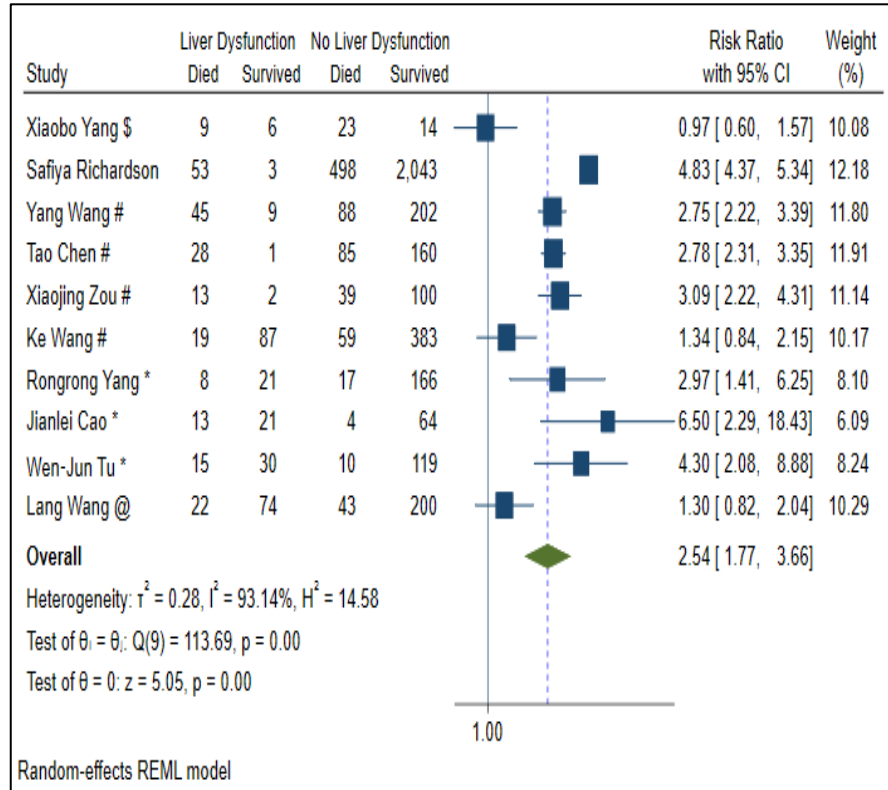 Liver Dysfunction No Liver Dysfunction Risk Ratio Weight
Study Died Survived Died Survived with 95% CI (%)
Xiaobo Yang $ 9 6 23 14 0.97 [ 0.60, 1.57] 10.08
Safiya Richardson 53 3 498 2,043 4.83 [ 4.37, 5.34] 12.18
Yang Wang # 45 9 88 202 2.75 [ 2.22, 3.39] 11.80
Tao Chen # 28 1 85 160 2.78 [ 2.31, 3.35] 11.91
Xiaojing Zou # 13 2 39 100 3.09 [ 2.22, 4.31] 11.14
Ke Wang # 19 87 59 383 1.34 [ 0.84, 2.15] 10.17
Rongrong Yang * 8 21 17 166 2.97 [ 1.41, 6.25] 8.10
Jianlei Cao * 13 21 4 64 6.50 [ 2.29, 18.43] 6.09
Wen-Jun Tu * 15 30 10 119 4.30 [ 2.08, 8.88] 8.24
Lang Wang @ 22 74 43 200 1.30 [ 0.82, 2.04] 10.29
Overall 2.54 [ 1.77, 3.66]
Heterogeneity: τ² = 0.28, I² = 93.14%, H² = 14.58
Test of θᵢ = θⱼ: Q(9) = 113.69, p = 0.00
Test of θ = 0: z = 5.05, p = 0.00
1.00
Random-effects REML model